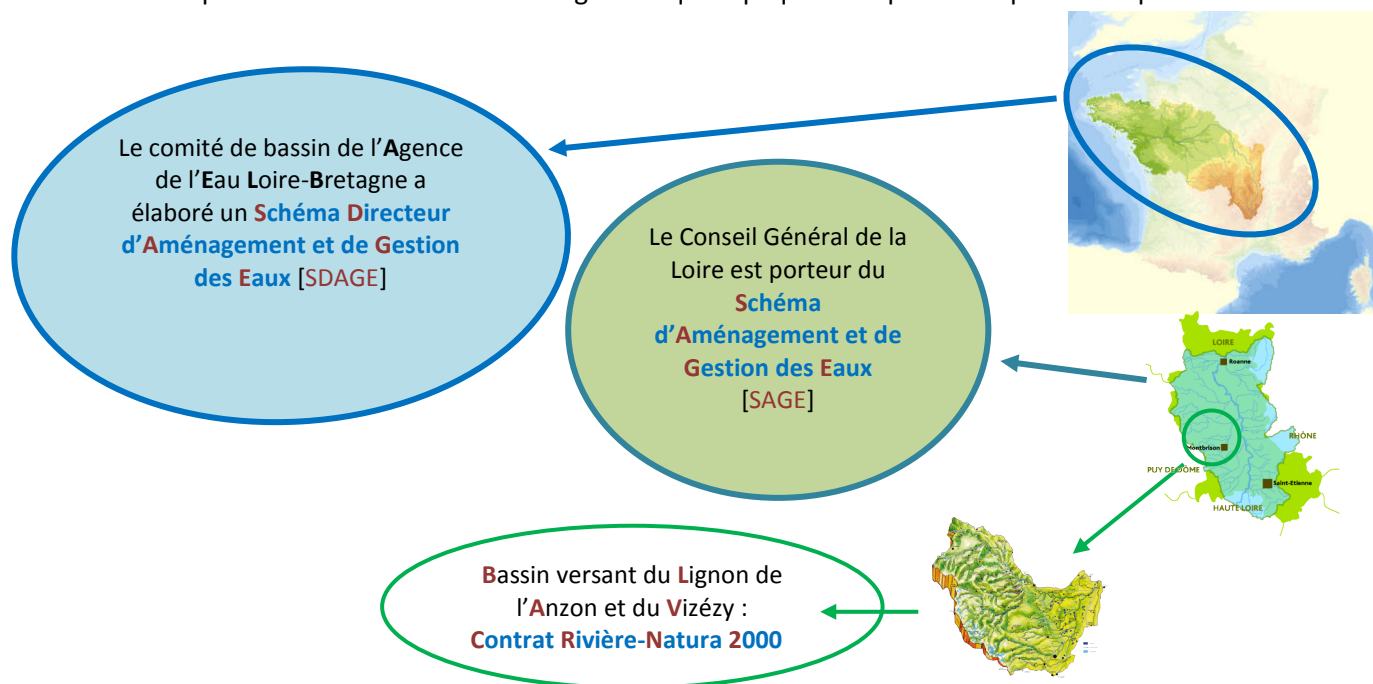 Le comité de bassin de l'Agence
de l'Eau Loire-Bretagne a
élaboré un Schéma Directeur
d'Aménagement et de Gestion
des Eaux [SDAGE]
Le Conseil Général de la
Loire est porteur du
Schéma
d'Aménagement et de
Gestion des Eaux
[SAGE]
LOIRE
Roanne
RHÔNE
Montbrison
PUY DE DÔME
Saint-Etienne
HAUTE LOIRE
Bassin versant du Lignon de
l'Anzon et du Vizézy :
Contrat Rivière-Natura 2000